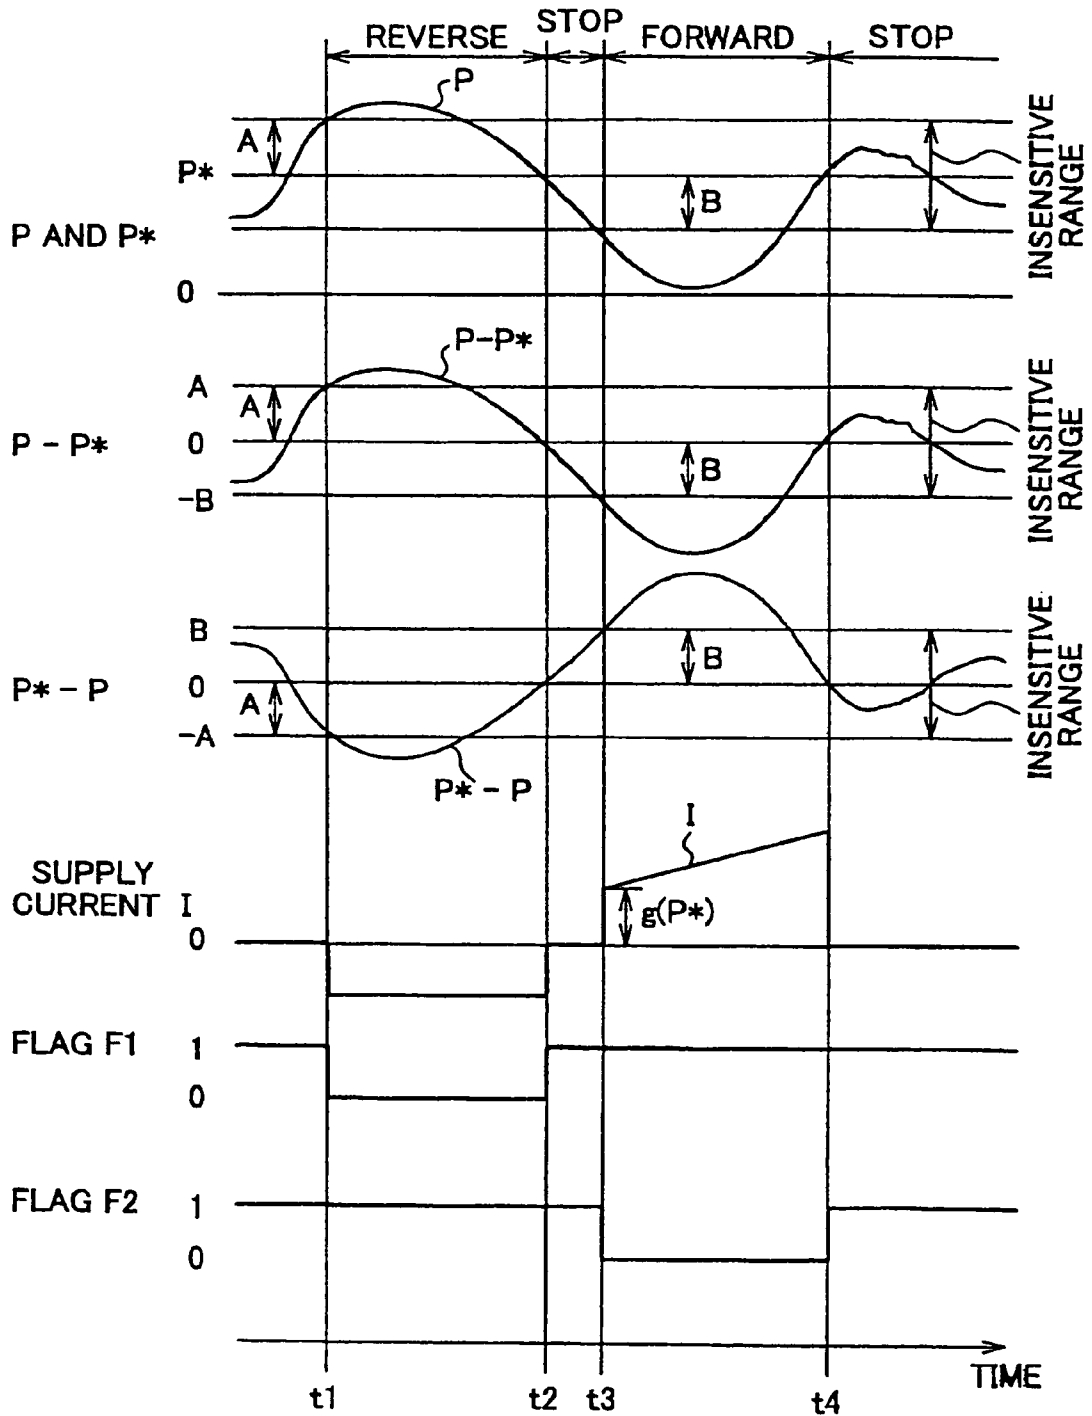 STOP
REVERSE
FORWARD
STOP
P
A
P*
B
P AND P*
0
INSENSITIVE
RANGE
P-P*
A
A
P - P*
0
B
-B
INSENSITIVE
RANGE
B
B
P* - P
0
A
-A
P* - P
INSENSITIVE
RANGE
I
SUPPLY
CURRENT I
g(P*)
0
FLAG F1
1
0
FLAG F2
1
0
TIME
t1
t2
t3
t4